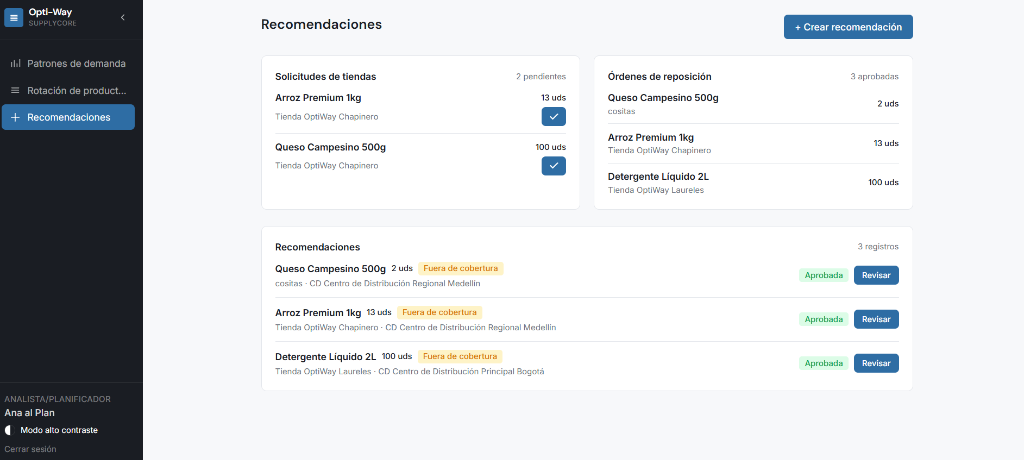 Opti-Way
SUPPLYCORE
Patrones de demanda
Rotación de product...
Recomendaciones
ANALISTA/PLANIFICADOR
Ana al Plan
Modo alto contraste
Cerrar sesión
Recomendaciones
+ Crear recomendación
Solicitudes de tiendas 2 pendientes
Arroz Premium 1kg 13 uds
Tienda OptiWay Chapinero
Queso Campesino 500g 100 uds
Tienda OptiWay Chapinero
Órdenes de reposición 3 aprobadas
Queso Campesino 500g 2 uds
cositas
Arroz Premium 1kg 13 uds
Tienda OptiWay Chapinero
Detergente Líquido 2L 100 uds
Tienda OptiWay Laureles
Recomendaciones 3 registros
Queso Campesino 500g 2 uds Fuera de cobertura Aprobada Revisar
cositas · CD Centro de Distribución Regional Medellín
Arroz Premium 1kg 13 uds Fuera de cobertura Aprobada Revisar
Tienda OptiWay Chapinero · CD Centro de Distribución Regional Medellín
Detergente Líquido 2L 100 uds Fuera de cobertura Aprobada Revisar
Tienda OptiWay Laureles · CD Centro de Distribución Principal Bogotá